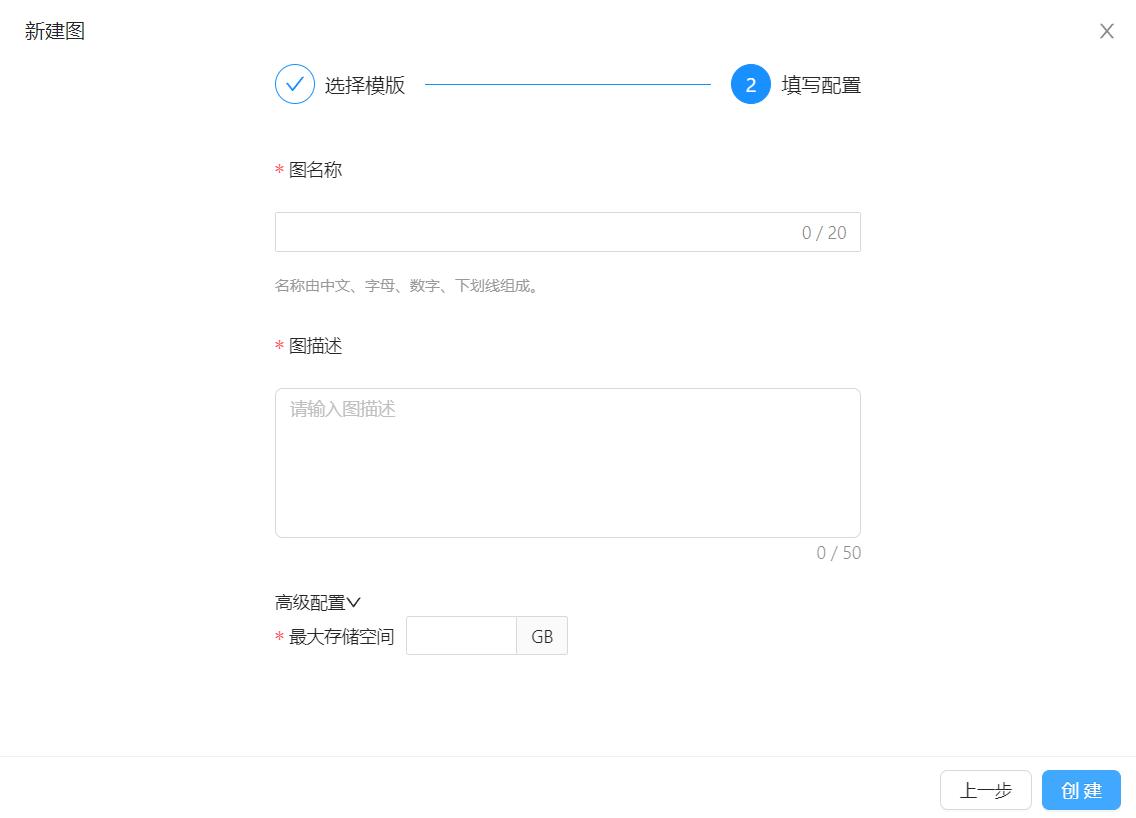 新建图
选择模版
2 填写配置
* 图名称
0 / 20
名称由中文、字母、数字、下划线组成。
* 图描述
请输入图描述
0 / 50
高级配置
* 最大存储空间 GB
上一步 创 建